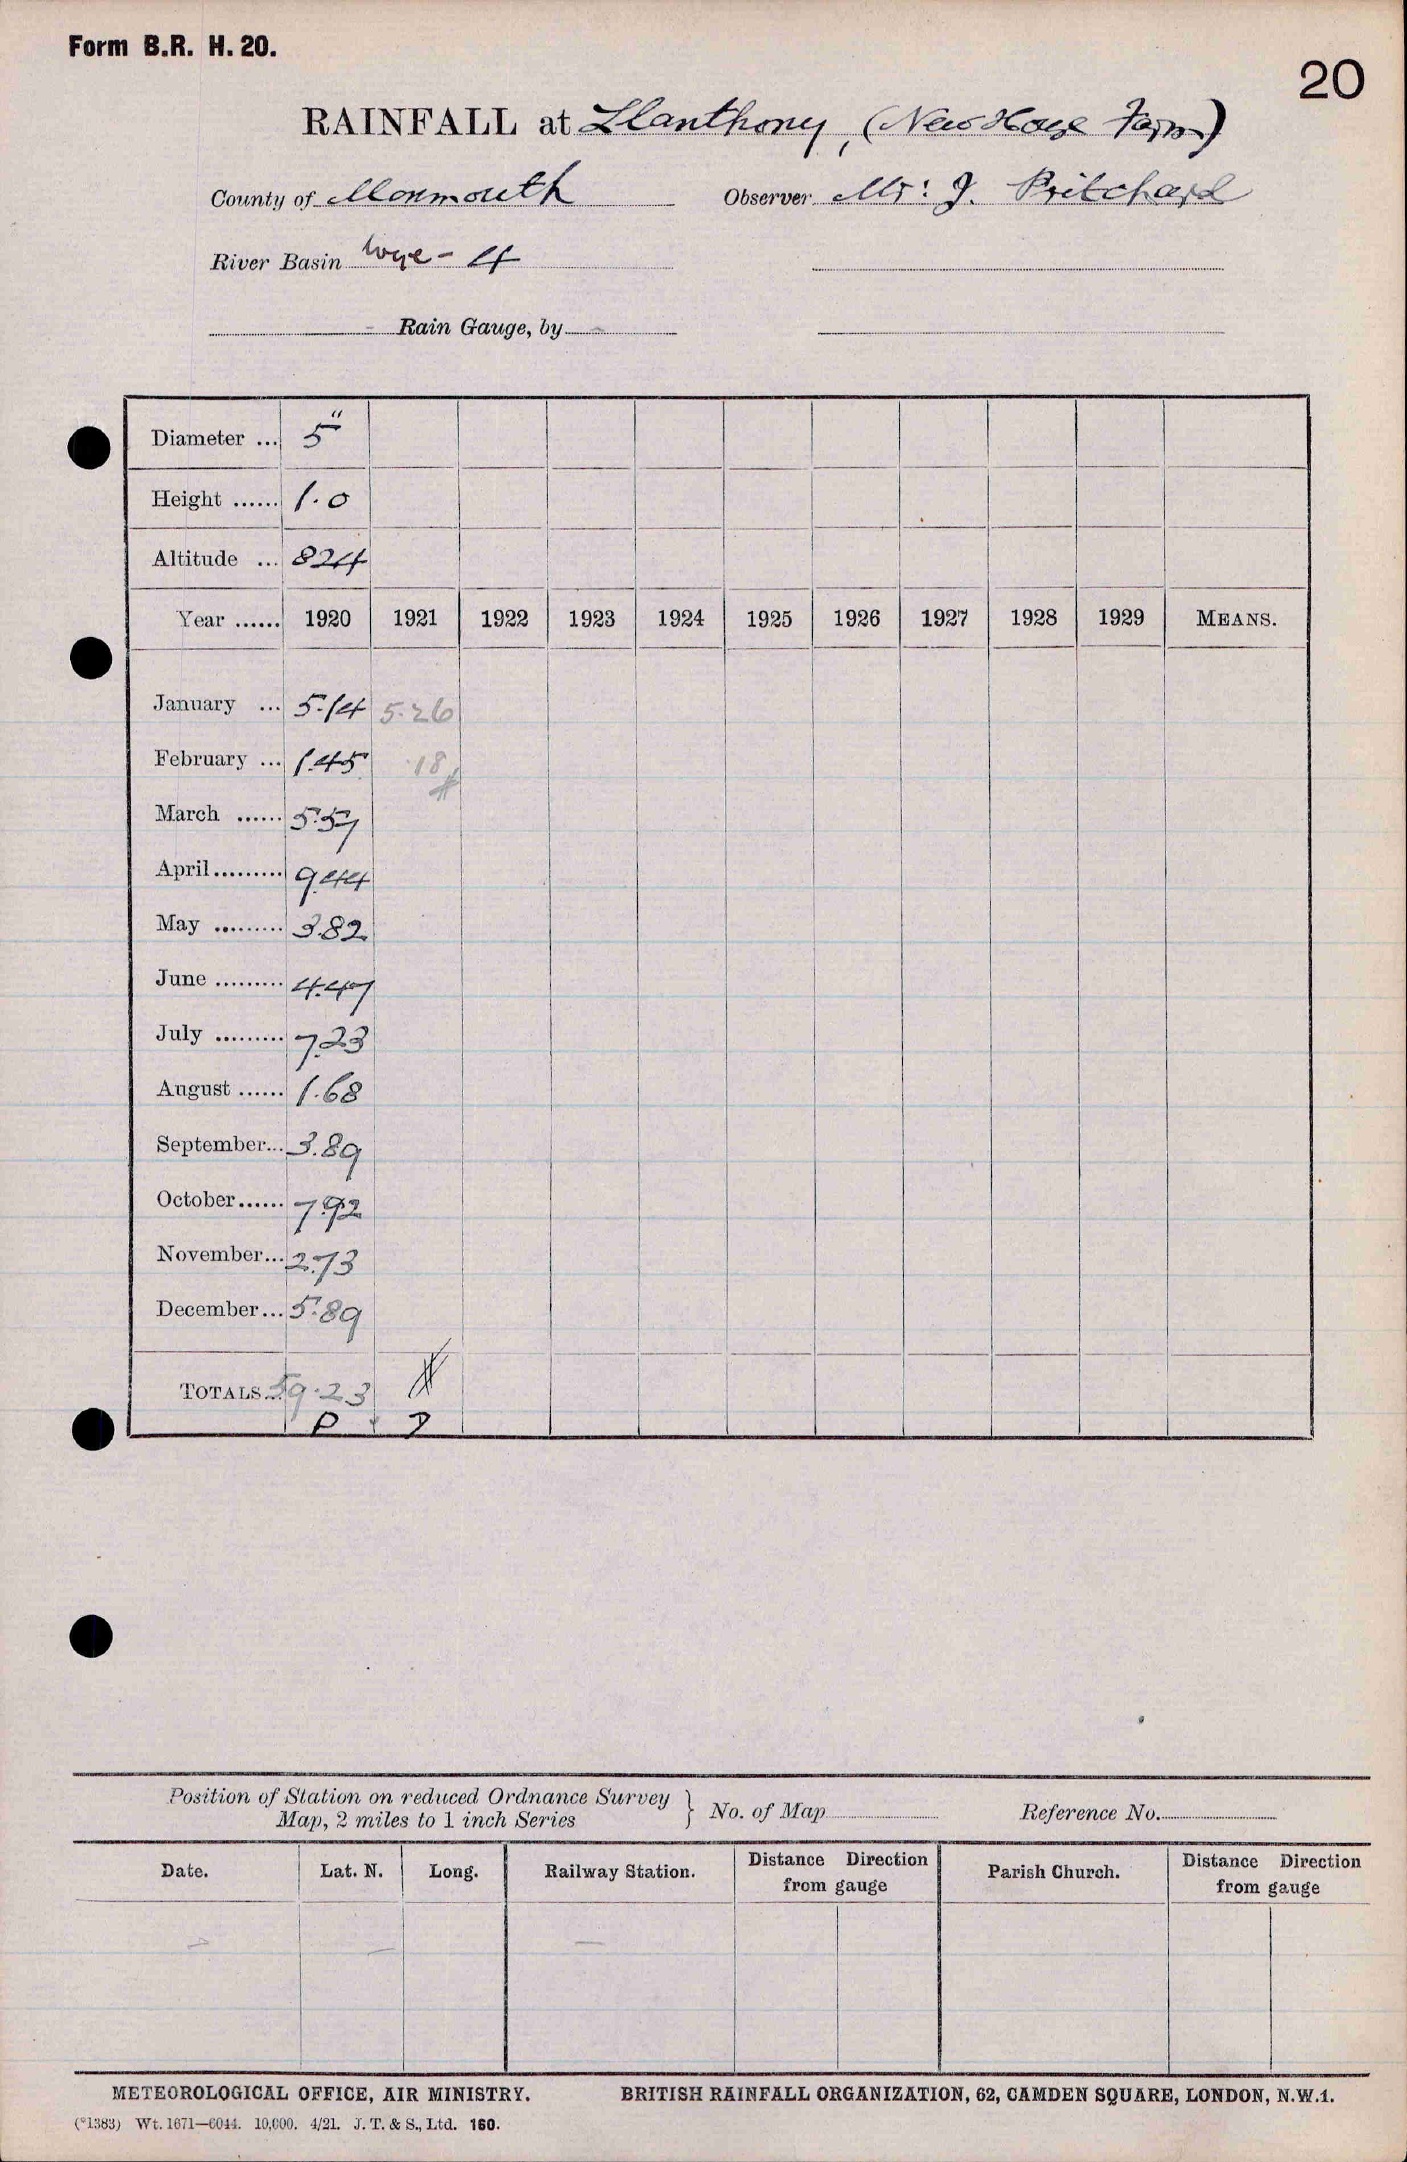 Form B.R. H. 20.
20
RAINFALL at Llanthony, (New House Farm)
County of Monmouth Observer Mr: J. Pritchard
River Basin Wye - 4
Rain Gauge, by
Diameter ... 5"
Height ...... 1.0
Altitude ... 824
Year ...... 1920 1921 1922 1923 1924 1925 1926 1927 1928 1929 MEANS.
January ... 5.14 5.26
February ... 1.45 .18
March ...... 5.57
April ......... 9.44
May ......... 3.82
June ......... 4.47
July ......... 7.23
August ...... 1.68
September... 3.89
October ...... 7.92
November... 2.73
December... 5.89
TOTALS... 59.23
P
Position of Station on reduced Ordnance Survey
Map, 2 miles to 1 inch Series } No. of Map Reference No.
Date. Lat. N. Long. Railway Station. Distance Direction from gauge Parish Church. Distance Direction from gauge
METEOROLOGICAL OFFICE, AIR MINISTRY. BRITISH RAINFALL ORGANIZATION, 62, CAMDEN SQUARE, LONDON, N.W.1.
(*1383) Wt. 1671—6044. 10,000. 4/21. J. T. & S., Ltd. 160.